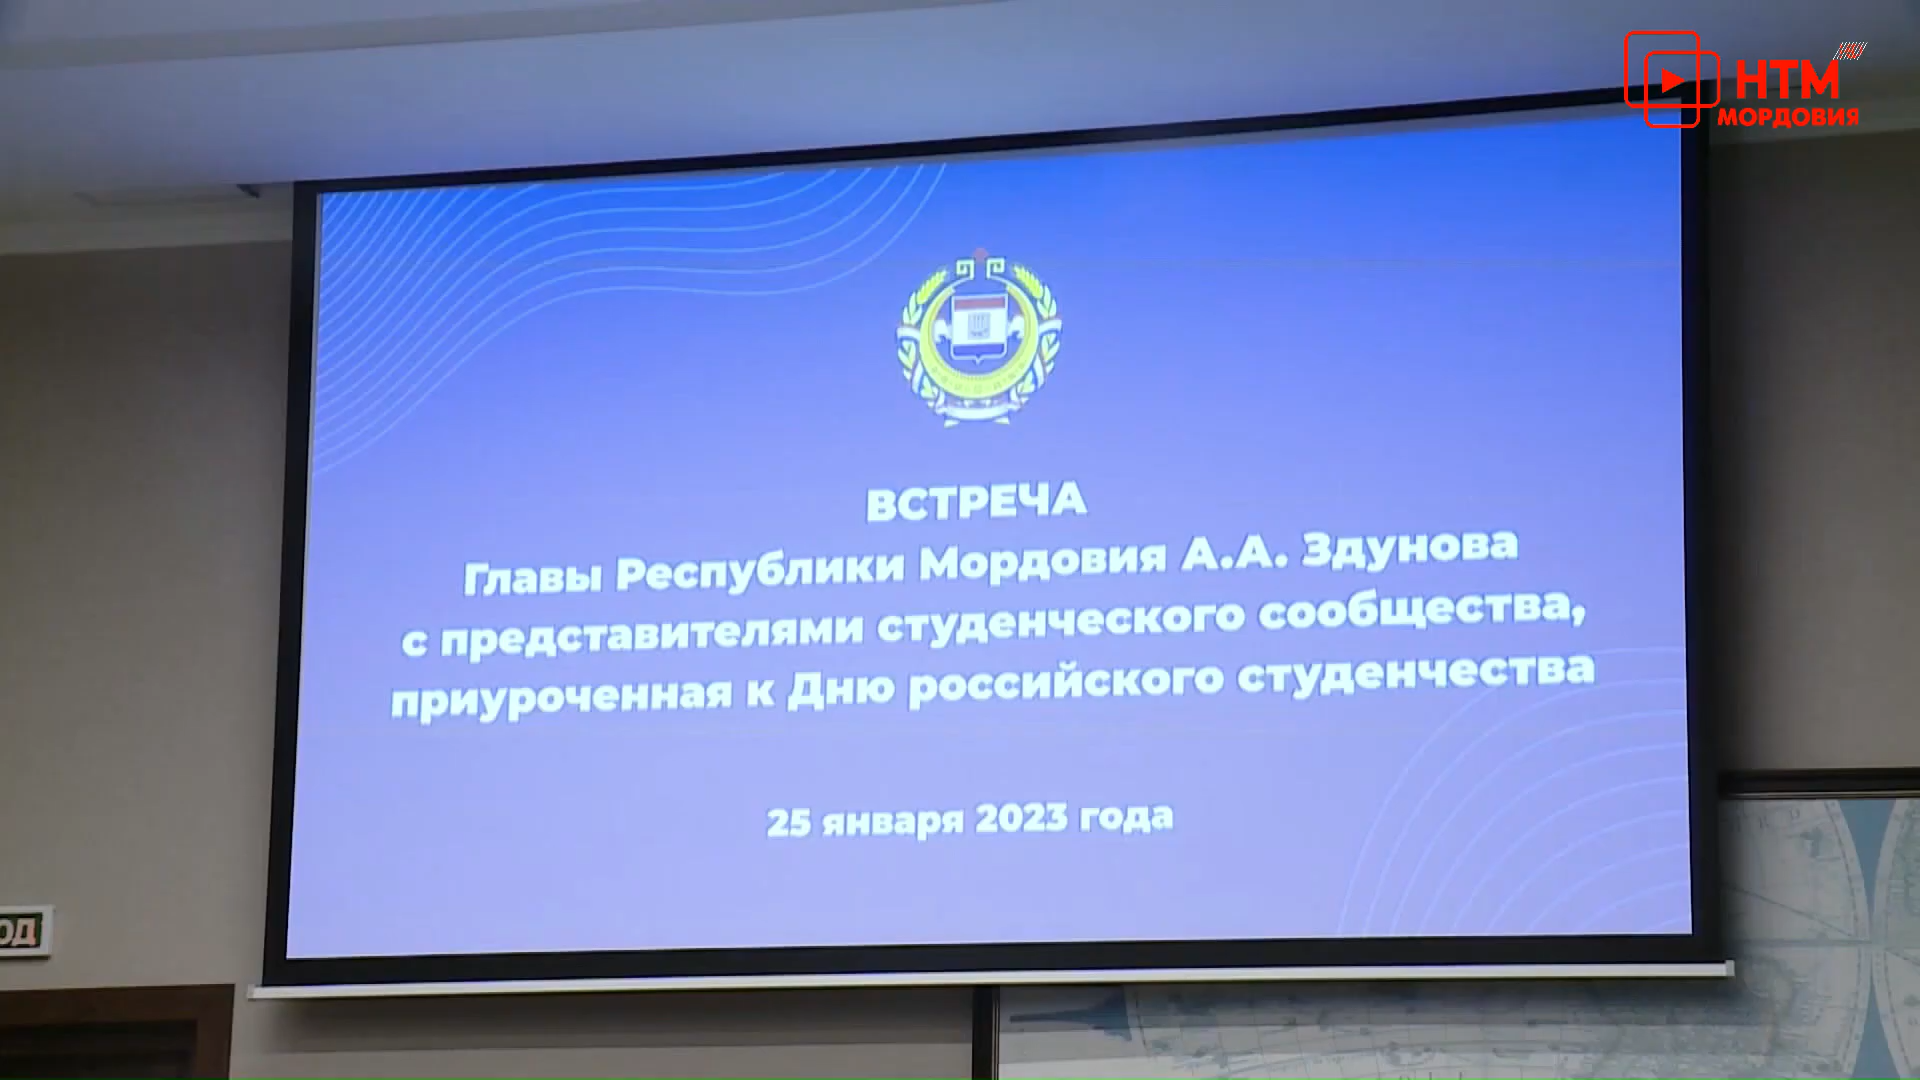 НТМ
МОРДОВИЯ
ВСТРЕЧА
Главы Республики Мордовия А.А. Здунова
с представителями студенческого сообщества,
приуроченная к Дню российского студенчества
25 января 2023 года
ОД